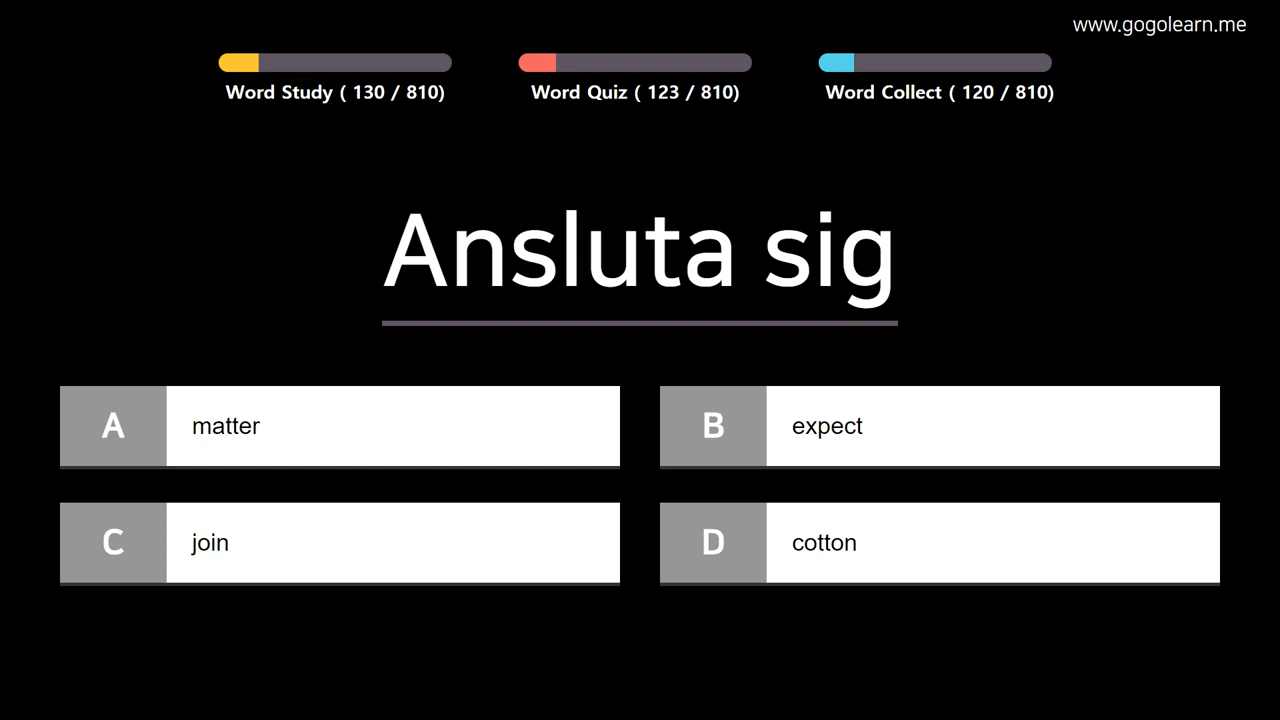 www.gogolearn.me
Word Study ( 130 / 810)
Word Quiz ( 123 / 810)
Word Collect ( 120 / 810)
Ansluta sig
A matter
B expect
C join
D cotton